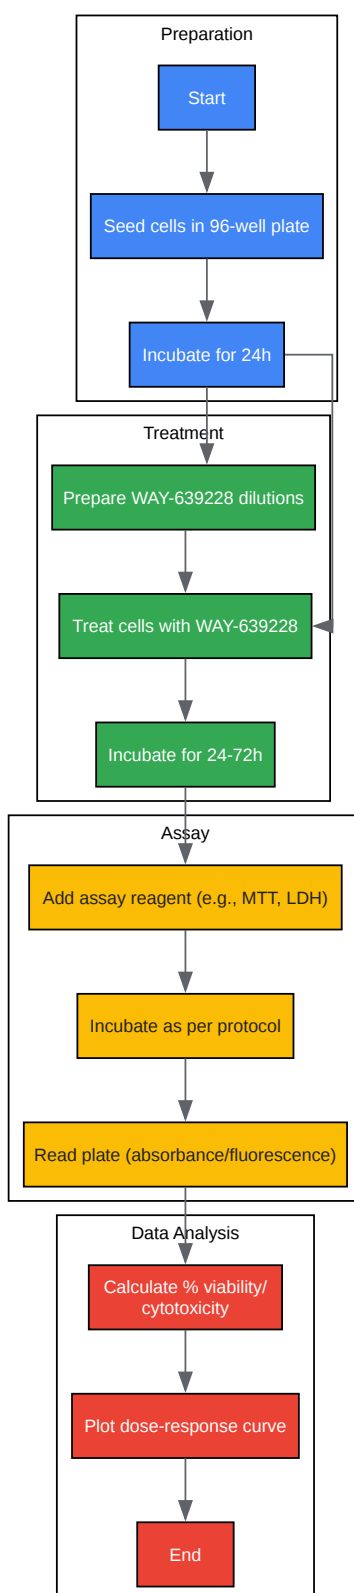 Preparation
Start
Seed cells in 96-well plate
Incubate for 24h
Treatment
Prepare WAY-639228 dilutions
Treat cells with WAY-639228
Incubate for 24-72h
Assay
Add assay reagent (e.g., MTT, LDH)
Incubate as per protocol
Read plate (absorbance/fluorescence)
Data Analysis
Calculate % viability/
cytotoxicity
Plot dose-response curve
End